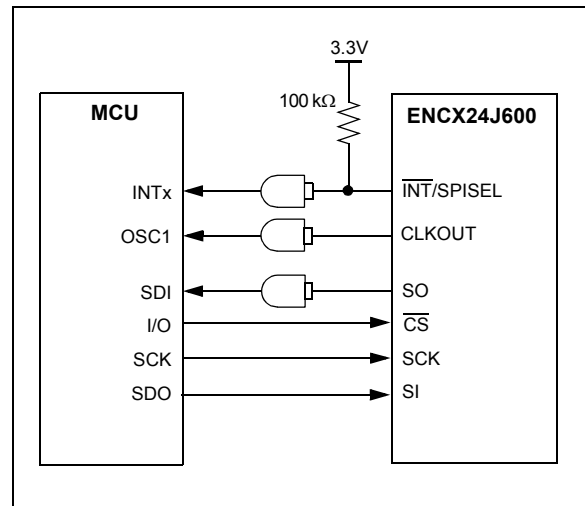 3.3V
100 kΩ
MCU
ENCX24J600
INTx
INT/SPISEL
OSC1
CLKOUT
SDI
SO
I/O
CS
SCK
SCK
SDO
SI